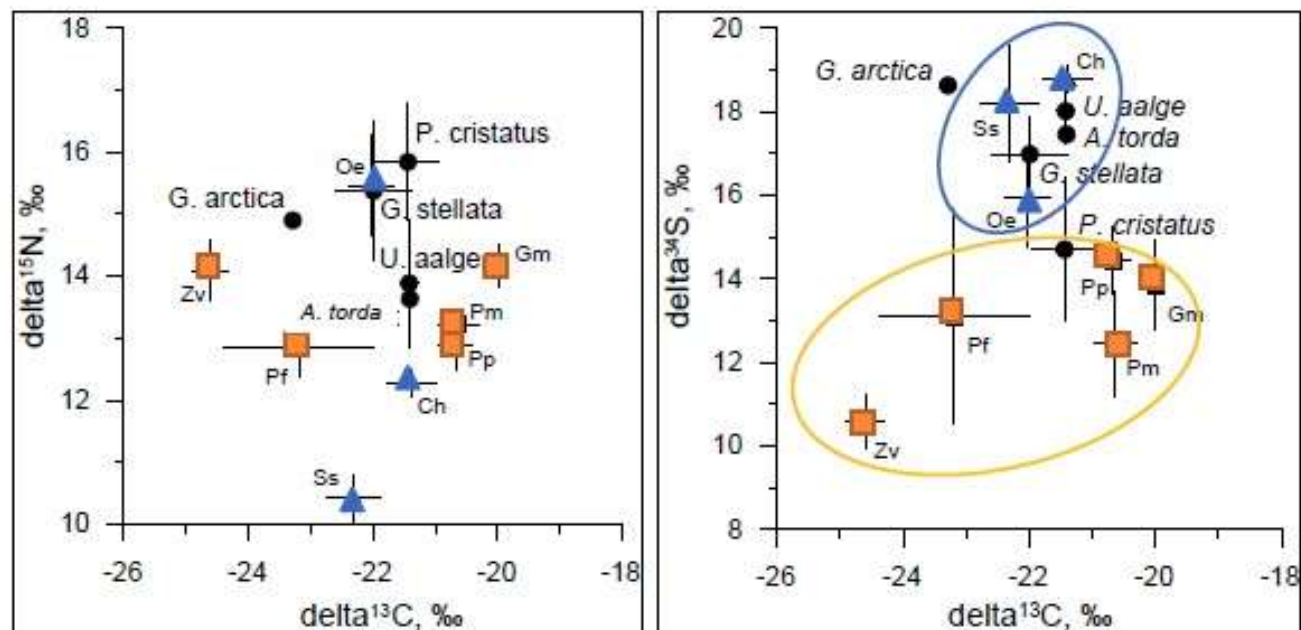 18
16
14
12
10
-26
-24
-22
-20
-18
delta¹⁵N, ‰
delta¹³C, ‰
P. cristatus
Oe
G. arctica
G. stellata
U. aalge
Gm
Zv
A. torda
Pm
Pp
Pf
Ch
Ss
20
18
16
14
12
10
8
-26
-24
-22
-20
-18
delta³⁴S, ‰
delta¹³C, ‰
G. arctica
Ch
U. aalge
Ss
A. torda
G. stellata
Oe
P. cristatus
Pp
Gm
Pf
Pm
Zv